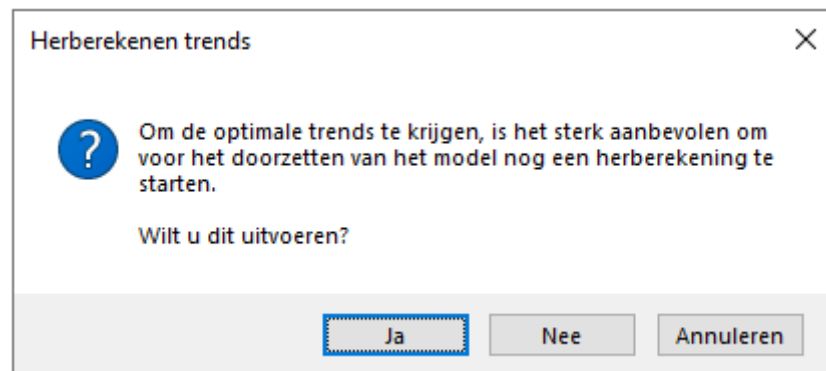 Herberekenen trends
Om de optimale trends te krijgen, is het sterk aanbevolen om
voor het doorzetten van het model nog een herberekening te
starten.
Wilt u dit uitvoeren?
Ja
Nee
Annuleren